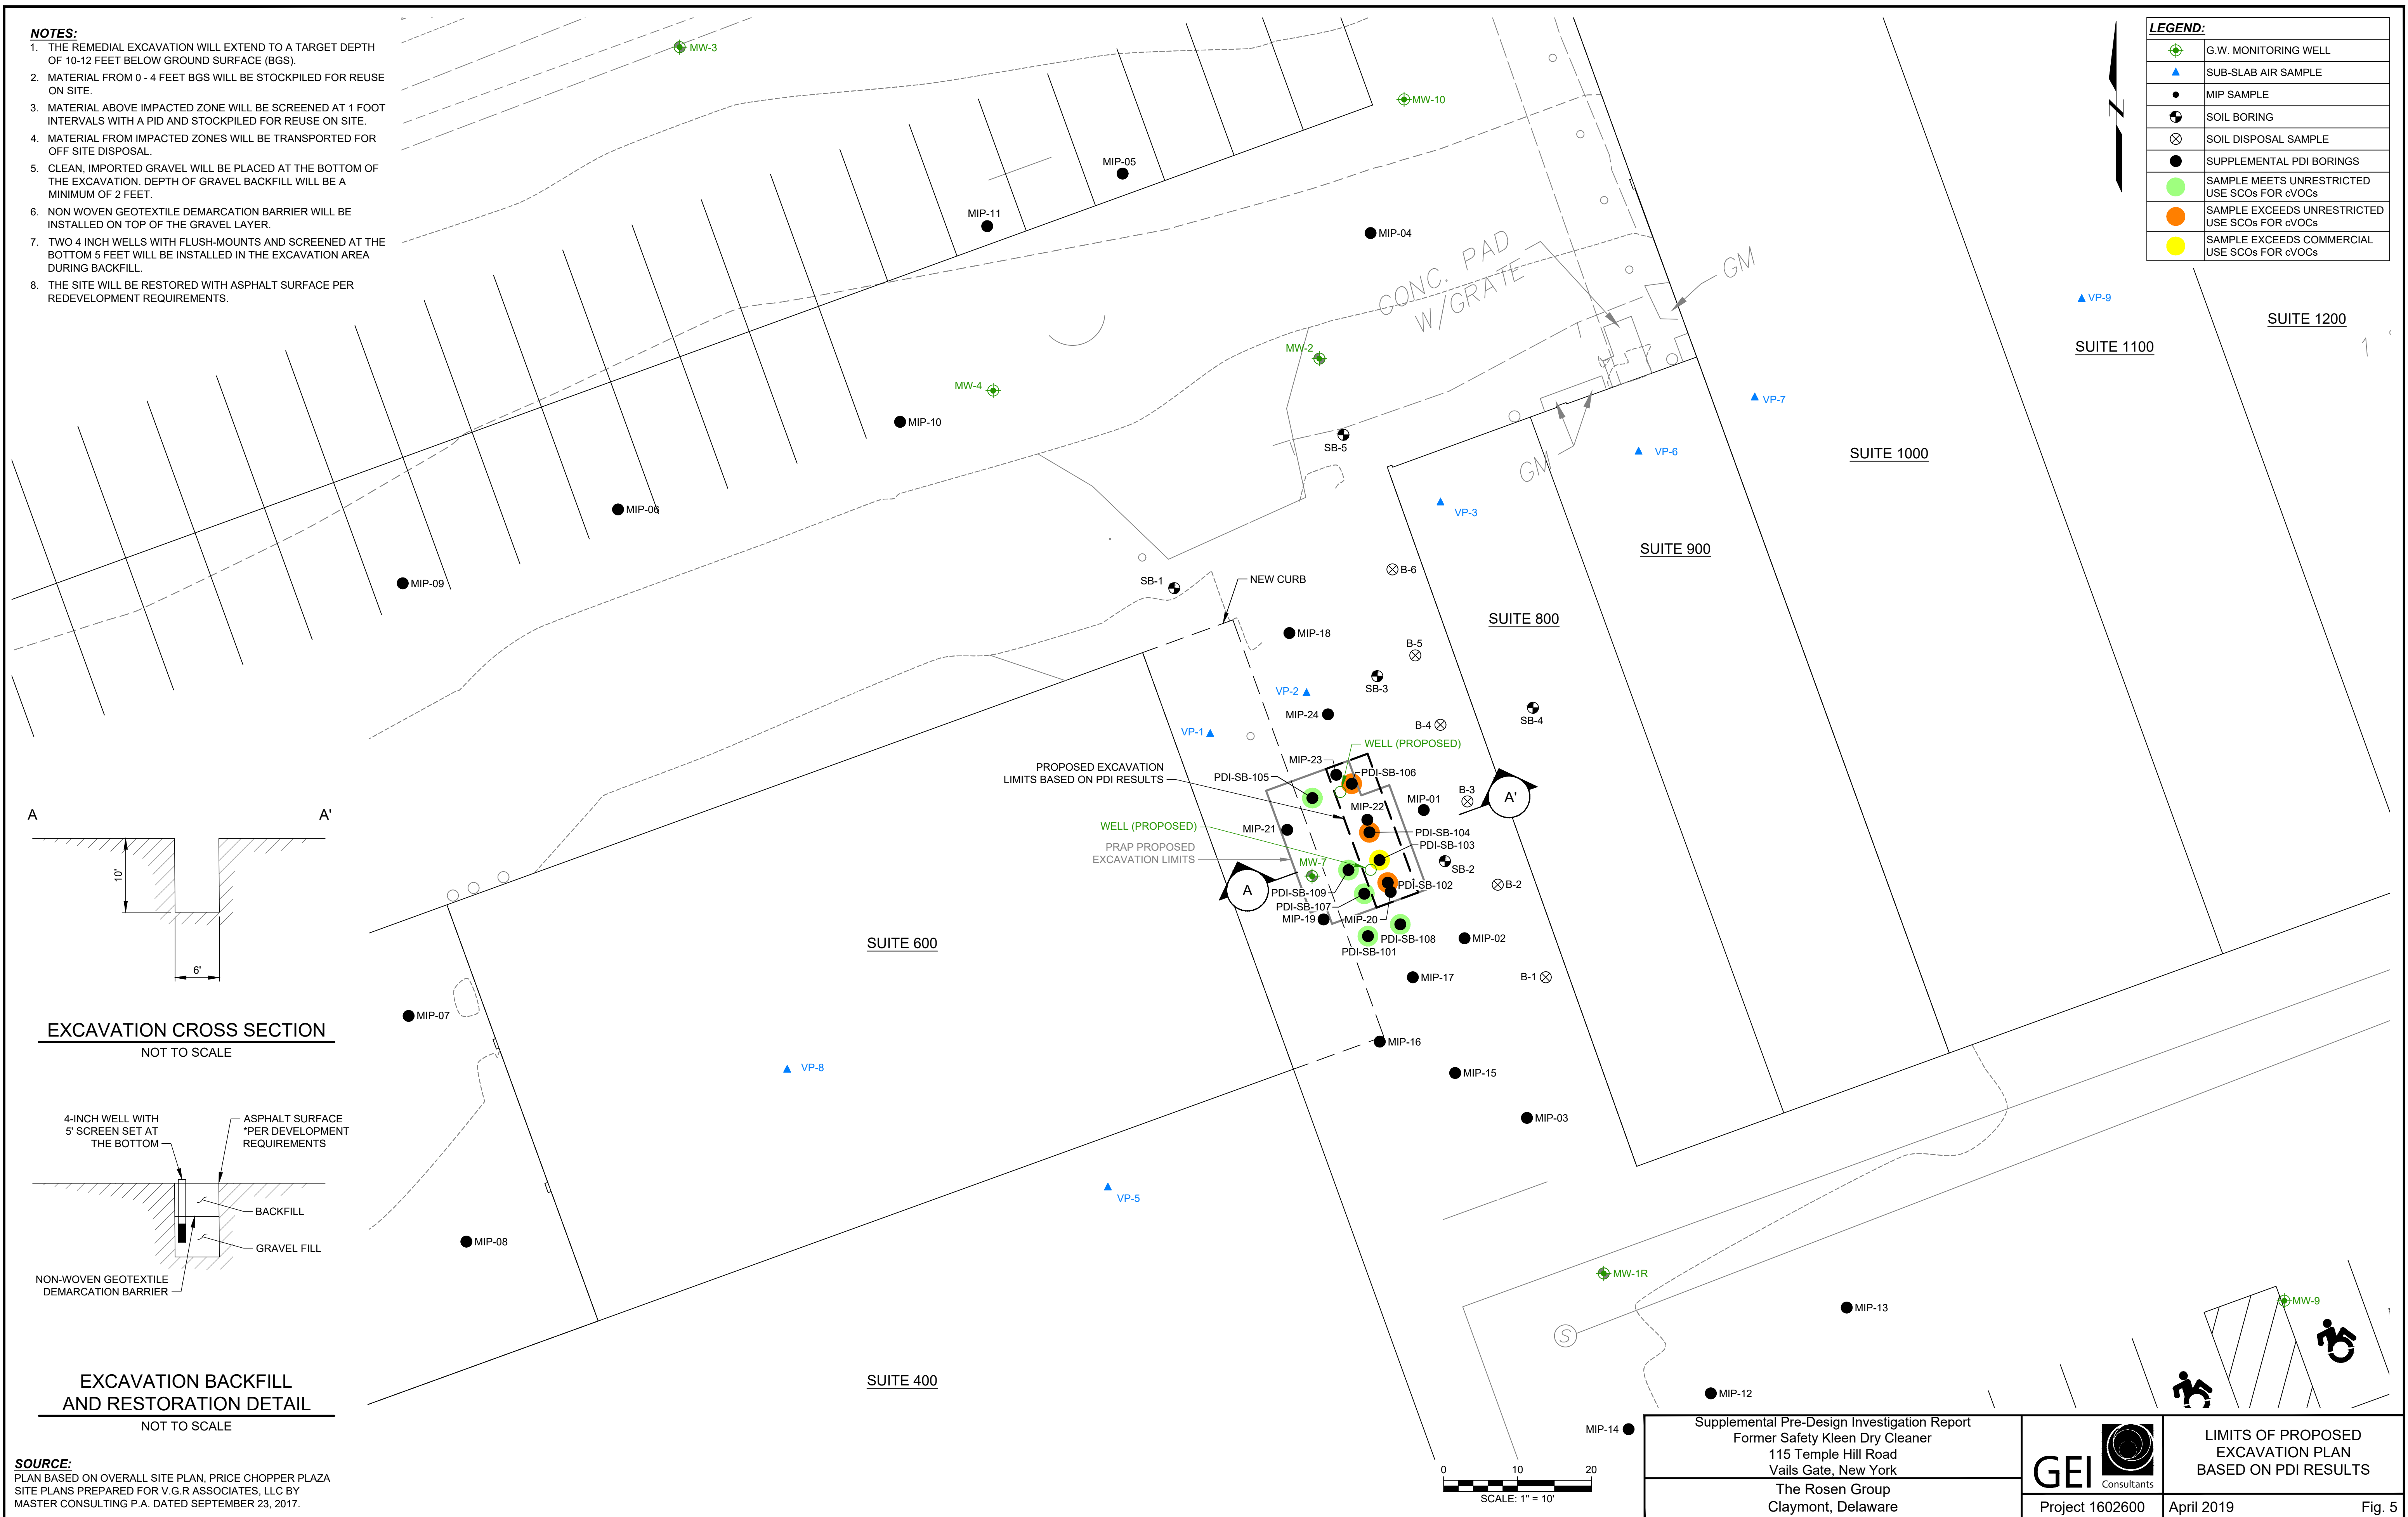 NOTES:
1. THE REMEDIAL EXCAVATION WILL EXTEND TO A TARGET DEPTH
OF 10-12 FEET BELOW GROUND SURFACE (BGS).
2. MATERIAL FROM 0 - 4 FEET BGS WILL BE STOCKPILED FOR REUSE
ON SITE.
3. MATERIAL ABOVE IMPACTED ZONE WILL BE SCREENED AT 1 FOOT
INTERVALS WITH A PID AND STOCKPILED FOR REUSE ON SITE.
4. MATERIAL FROM IMPACTED ZONES WILL BE TRANSPORTED FOR
OFF SITE DISPOSAL.
5. CLEAN, IMPORTED GRAVEL WILL BE PLACED AT THE BOTTOM OF
THE EXCAVATION. DEPTH OF GRAVEL BACKFILL WILL BE A
MINIMUM OF 2 FEET.
6. NON WOVEN GEOTEXTILE DEMARCATION BARRIER WILL BE
INSTALLED ON TOP OF THE GRAVEL LAYER.
7. TWO 4 INCH WELLS WITH FLUSH-MOUNTS AND SCREENED AT THE
BOTTOM 5 FEET WILL BE INSTALLED IN THE EXCAVATION AREA
DURING BACKFILL.
8. THE SITE WILL BE RESTORED WITH ASPHALT SURFACE PER
REDEVELOPMENT REQUIREMENTS.
LEGEND:
G.W. MONITORING WELL
SUB-SLAB AIR SAMPLE
MIP SAMPLE
SOIL BORING
SOIL DISPOSAL SAMPLE
SUPPLEMENTAL PDI BORINGS
SAMPLE MEETS UNRESTRICTED
USE SCOs FOR cVOCs
SAMPLE EXCEEDS UNRESTRICTED
USE SCOs FOR cVOCs
SAMPLE EXCEEDS COMMERCIAL
USE SCOs FOR cVOCs
N
MW-3
MW-10
MIP-05
MIP-11
MIP-04
CONC. PAD
W/GRATE
GM
VP-9
SUITE 1200
SUITE 1100
1
MW-2
MW-4
VP-7
MIP-10
SB-5
VP-6
SUITE 1000
GM
MIP-06
VP-3
SUITE 900
MIP-09
SB-1
NEW CURB
B-6
SUITE 800
MIP-18
B-5
SB-3
VP-2
MIP-24
SB-4
B-4
VP-1
WELL (PROPOSED)
MIP-23
PROPOSED EXCAVATION
LIMITS BASED ON PDI RESULTS
PDI-SB-105
PDI-SB-106
B-3
A'
MIP-01
MIP-22
WELL (PROPOSED)
MIP-21
PDI-SB-104
PDI-SB-103
PRAP PROPOSED
EXCAVATION LIMITS
MW-7
SB-2
A
PDI-SB-102
B-2
PDI-SB-109
PDI-SB-107
MIP-19
MIP-20
PDI-SB-108
PDI-SB-101
MIP-02
SUITE 600
MIP-17
B-1
MIP-16
MIP-15
MIP-03
MIP-07
VP-8
VP-5
MIP-08
MW-1R
MIP-13
MW-9
S
SUITE 400
MIP-12
MIP-14
A
A'
10'
6'
EXCAVATION CROSS SECTION
NOT TO SCALE
4-INCH WELL WITH
5' SCREEN SET AT
THE BOTTOM
ASPHALT SURFACE
*PER DEVELOPMENT
REQUIREMENTS
BACKFILL
GRAVEL FILL
NON-WOVEN GEOTEXTILE
DEMARCATION BARRIER
EXCAVATION BACKFILL
AND RESTORATION DETAIL
NOT TO SCALE
SOURCE:
PLAN BASED ON OVERALL SITE PLAN, PRICE CHOPPER PLAZA
SITE PLANS PREPARED FOR V.G.R ASSOCIATES, LLC BY
MASTER CONSULTING P.A. DATED SEPTEMBER 23, 2017.
0 10 20
SCALE: 1" = 10'
Supplemental Pre-Design Investigation Report
Former Safety Kleen Dry Cleaner
115 Temple Hill Road
Vails Gate, New York
The Rosen Group
Claymont, Delaware
GEI Consultants
Project 1602600
LIMITS OF PROPOSED
EXCAVATION PLAN
BASED ON PDI RESULTS
April 2019
Fig. 5